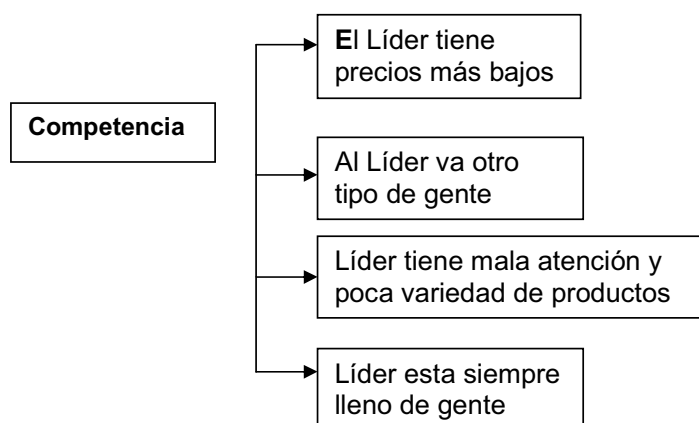 El Líder tiene
precios más bajos
Competencia
Al Líder va otro
tipo de gente
Líder tiene mala atención y
poca variedad de productos
Líder esta siempre
lleno de gente